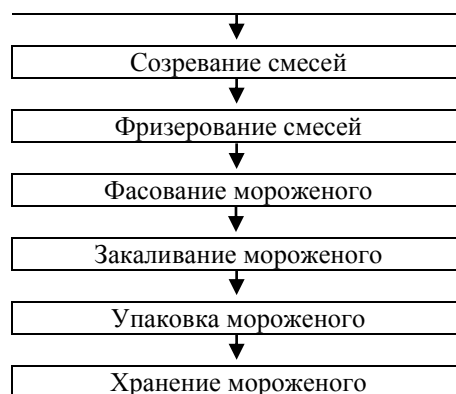 Созревание смесей
Фризерование смесей
Фасование мороженого
Закаливание мороженого
Упаковка мороженого
Хранение мороженого